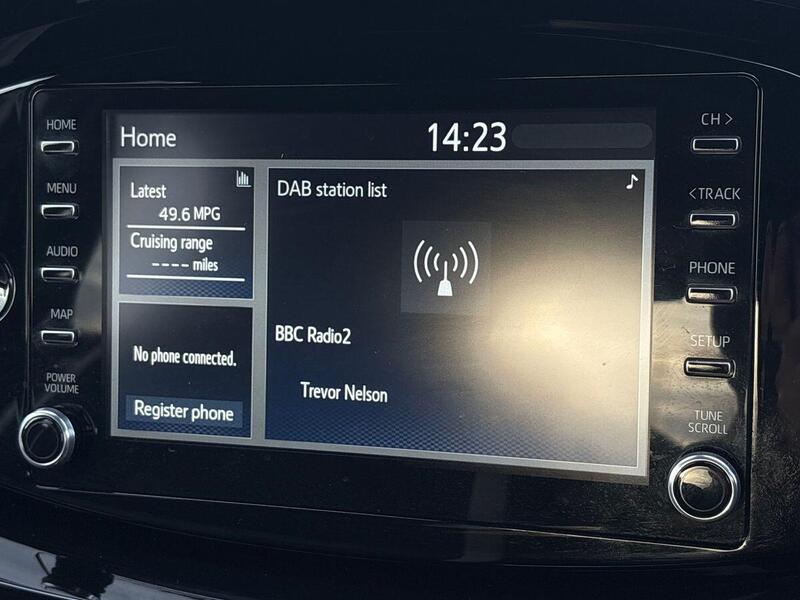 HOME
MENU
AUDIO
MAP
POWER
VOLUME
Home
14:23
Latest
49.6 MPG
Cruising range
---- miles
No phone connected.
Register phone
DAB station list
BBC Radio2
Trevor Nelson
CH >
< TRACK
PHONE
SETUP
TUNE
SCROLL